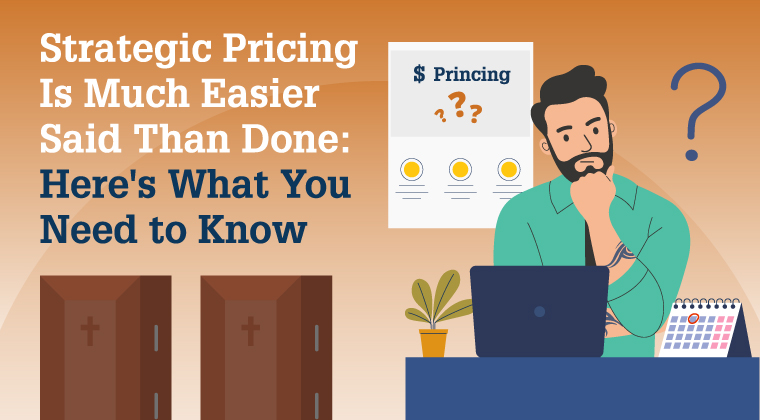 Strategic Pricing
Is Much Easier
Said Than Done:
Here's What You
Need to Know
$ Princing
? ? ?
?